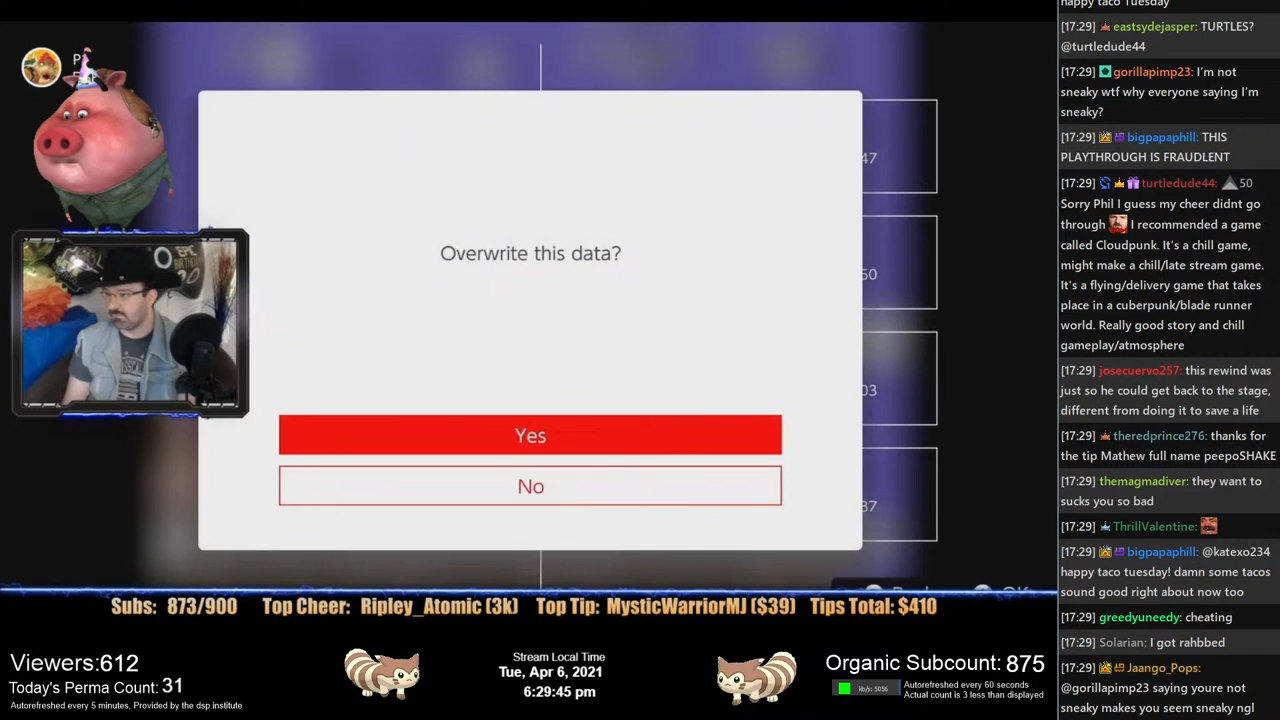 P
47
50
03
87
Overwrite this data?
Yes
No
Subs: 873/900 Top Cheer: Ripley_Atomic (3k) Top Tip: MysticWarriorMJ ($39) Tips Total: $410
Viewers:612
Today's Perma Count: 31
Autorefreshed every 5 minutes, Provided by the dsp.institute
Stream Local Time
Tue, Apr 6, 2021
6:29:45 pm
Organic Subcount: 875
kb/s: 5056
Autorefreshed every 60 seconds
Actual count is 3 less than displayed
happy taco Tuesday
[17:29] eastsydejasper: TURTLES?
@turtledude44
[17:29] gorillapimp23: I'm not
sneaky wtf why everyone saying I'm
sneaky?
[17:29] bigpapaphill: THIS
PLAYTHROUGH IS FRAUDLENT
[17:29] turtledude44: 50
Sorry Phil I guess my cheer didnt go
through I recommended a game
called Cloudpunk. It's a chill game,
might make a chill/late stream game.
It's a flying/delivery game that takes
place in a cuberpunk/blade runner
world. Really good story and chill
gameplay/atmosphere
[17:29] josecuervo257: this rewind was
just so he could get back to the stage,
different from doing it to save a life
[17:29] theredprince276: thanks for
the tip Mathew full name peepoSHAKE
[17:29] themagmadiver: they want to
sucks you so bad
[17:29] ThrillValentine:
[17:29] bigpapaphill: @katexo234
happy taco tuesday! damn some tacos
sound good right about now too
[17:29] greedyuneedy: cheating
[17:29] Solarian: I got rahbbed
[17:29] Jaango_Pops:
@gorillapimp23 saying youre not
sneaky makes you seem sneaky ngl